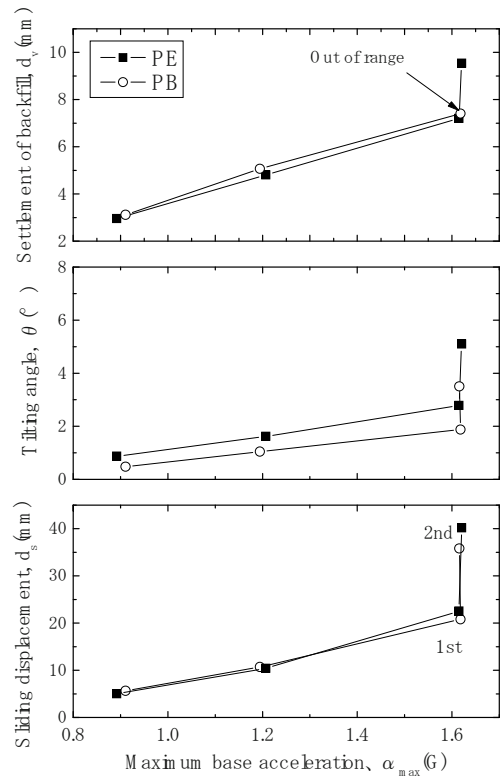 Settlement of backfill, d_v (mm)
10
8
6
4
2
PE
PB
Out of range
Tilting angle, θ (°)
8
6
4
2
0
Sliding displacement, d_s (mm)
40
30
20
10
0
2nd
1st
0.8 1.0 1.2 1.4 1.6
Maximum base acceleration, α_max (G)